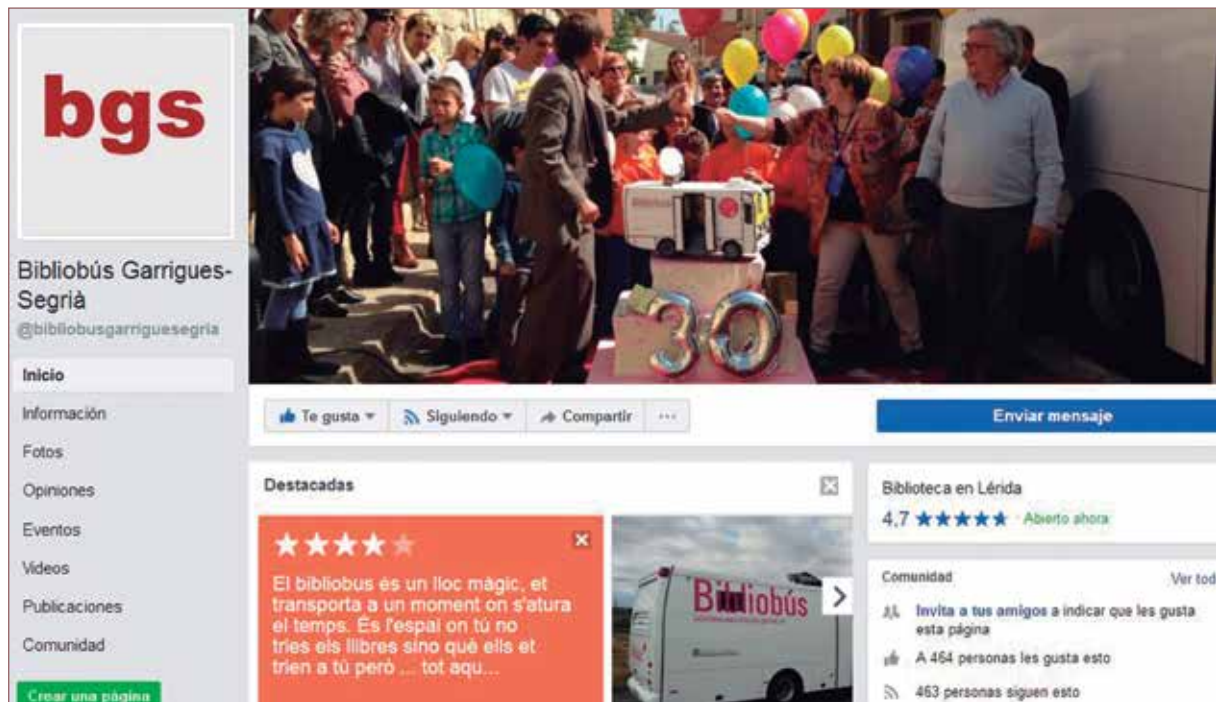 bgs
Bibliobús Garrigues-
Segrià
@bibliobusgarriguesegria
Inicio
Información
Fotos
Opiniones
Eventos
Videos
Publicaciones
Comunidad
Crear una página
Bibliobús
30
Te gusta
Siguiendo
Compartir
Enviar mensaje
Destacadas
El bibliobus és un lloc màgic, et
transporta a un moment on s'atura
el temps. És l'espai on tú no
tries els llibres sino què ells et
trien a tú però ... tot aqu...
Bibliobús
Biblioteca en Lérida
4,7
Abierto ahora
Comunidad
Ver tod
Invita a tus amigos a indicar que les gusta
esta página
A 464 personas les gusta esto
463 personas siguen esto